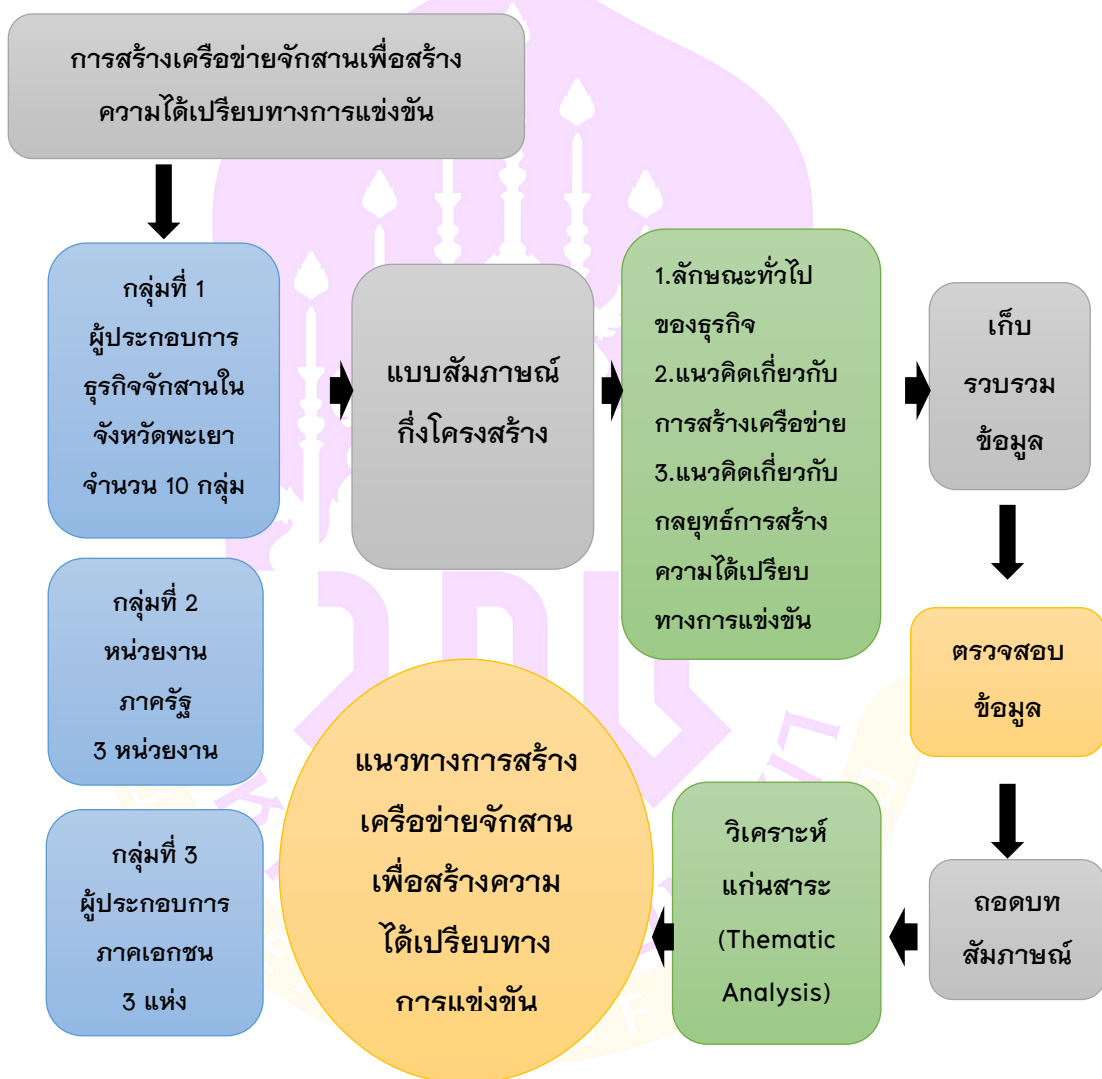 การสร้างเครือข่ายจักสานเพื่อสร้าง
ความได้เปรียบทางการแข่งขัน
กลุ่มที่ 1
ผู้ประกอบการ
ธุรกิจจักสานใน
จังหวัดพะเยา
จำนวน 10 กลุ่ม
แบบสัมภาษณ์
กึ่งโครงสร้าง
1.ลักษณะทั่วไป
ของธุรกิจ
2.แนวคิดเกี่ยวกับ
การสร้างเครือข่าย
3.แนวคิดเกี่ยวกับ
กลยุทธ์การสร้าง
ความได้เปรียบ
ทางการแข่งขัน
เก็บ
รวบรวม
ข้อมูล
กลุ่มที่ 2
หน่วยงาน
ภาครัฐ
3 หน่วยงาน
ตรวจสอบ
ข้อมูล
กลุ่มที่ 3
ผู้ประกอบการ
ภาคเอกชน
3 แห่ง
ถอดบท
สัมภาษณ์
วิเคราะห์
แก่นสาระ
(Thematic
Analysis)
แนวทางการสร้าง
เครือข่ายจักสาน
เพื่อสร้างความ
ได้เปรียบทาง
การแข่งขัน